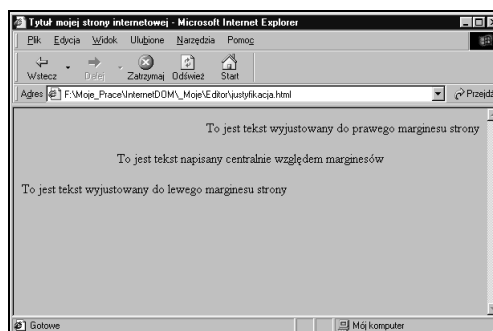 Tytuł mojej strony internetowej - Microsoft Internet Explorer
Plik Edycja Widok Ulubione Narzędzia Pomoc
Wstecz Dalej Zatrzymaj Odśwież Start
Adres F:\Moje_Prace\InternetDOM\_Moje\Editor\justyfikacja.html Przejdź
To jest tekst wyjustowany do prawego marginesu strony
To jest tekst napisany centralnie względem marginesów
To jest tekst wyjustowany do lewego marginesu strony
Gotowe Mój komputer